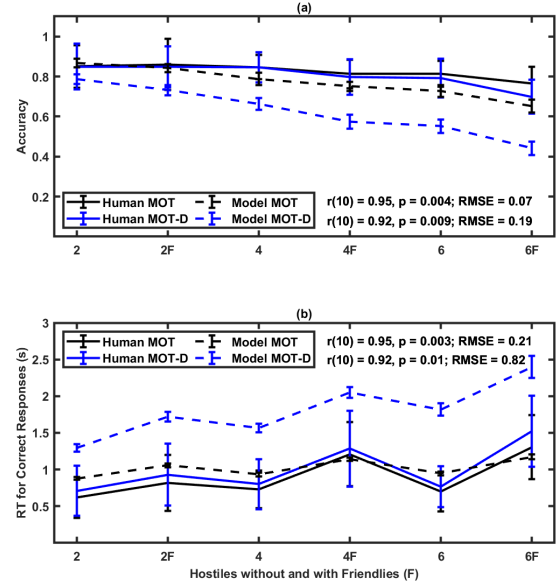 (a)
1
0.8
0.6
0.4
0.2
Accuracy
Human MOT
Model MOT
Human MOT-D
Model MOT-D
r(10) = 0.95, p = 0.004; RMSE = 0.07
r(10) = 0.92, p = 0.009; RMSE = 0.19
2 2F 4 4F 6 6F
(b)
3
2.5
2
1.5
1
0.5
RT for Correct Responses (s)
Human MOT
Model MOT
Human MOT-D
Model MOT-D
r(10) = 0.95, p = 0.003; RMSE = 0.21
r(10) = 0.92, p = 0.01; RMSE = 0.82
2 2F 4 4F 6 6F
Hostiles without and with Friendlies (F)